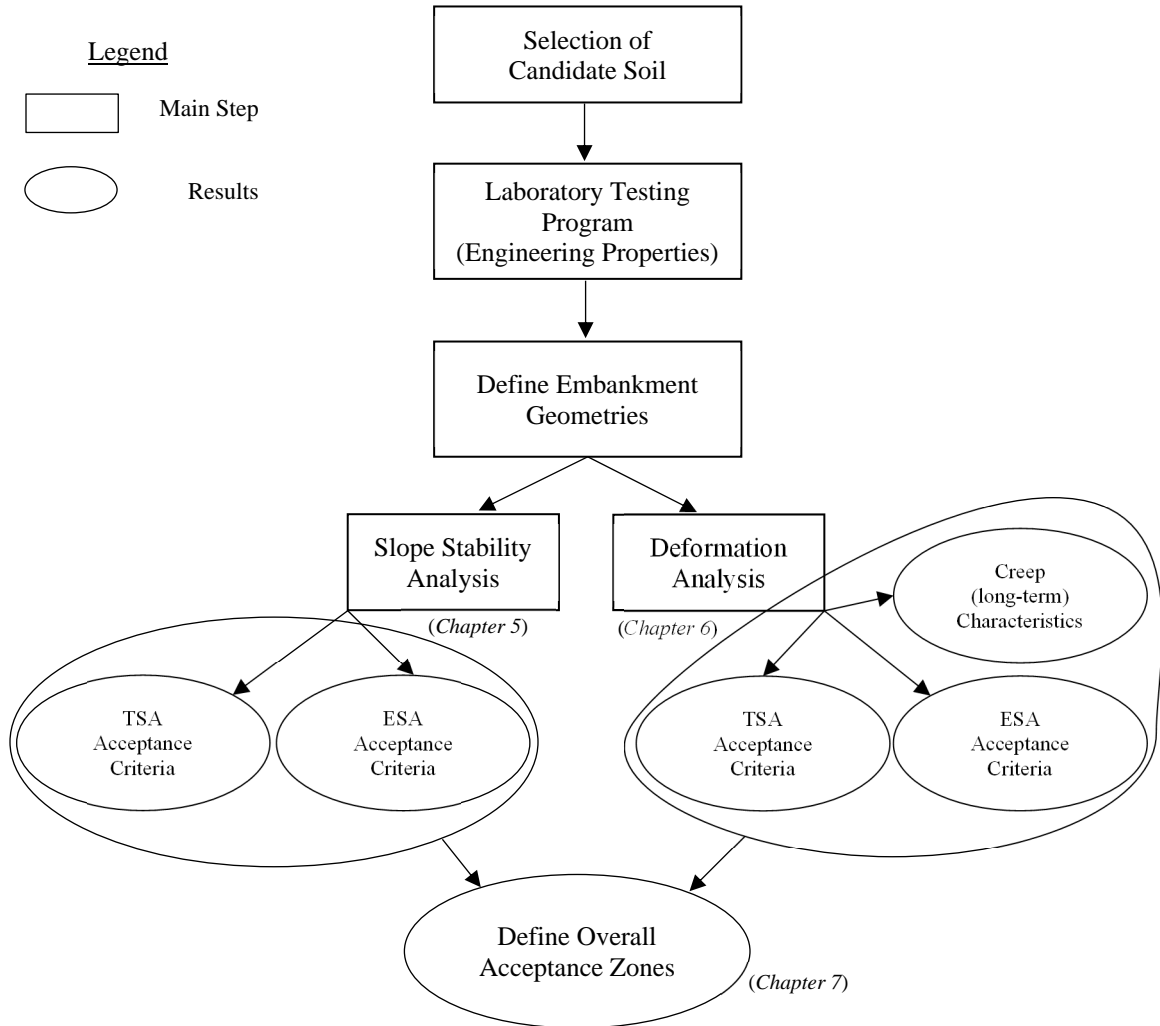 Legend
Main Step
Results
Selection of
Candidate Soil
Laboratory Testing
Program
(Engineering Properties)
Define Embankment
Geometries
Slope Stability
Analysis
(Chapter 5)
Deformation
Analysis
(Chapter 6)
Creep
(long-term)
Characteristics
TSA
Acceptance
Criteria
ESA
Acceptance
Criteria
TSA
Acceptance
Criteria
ESA
Acceptance
Criteria
Define Overall
Acceptance Zones
(Chapter 7)